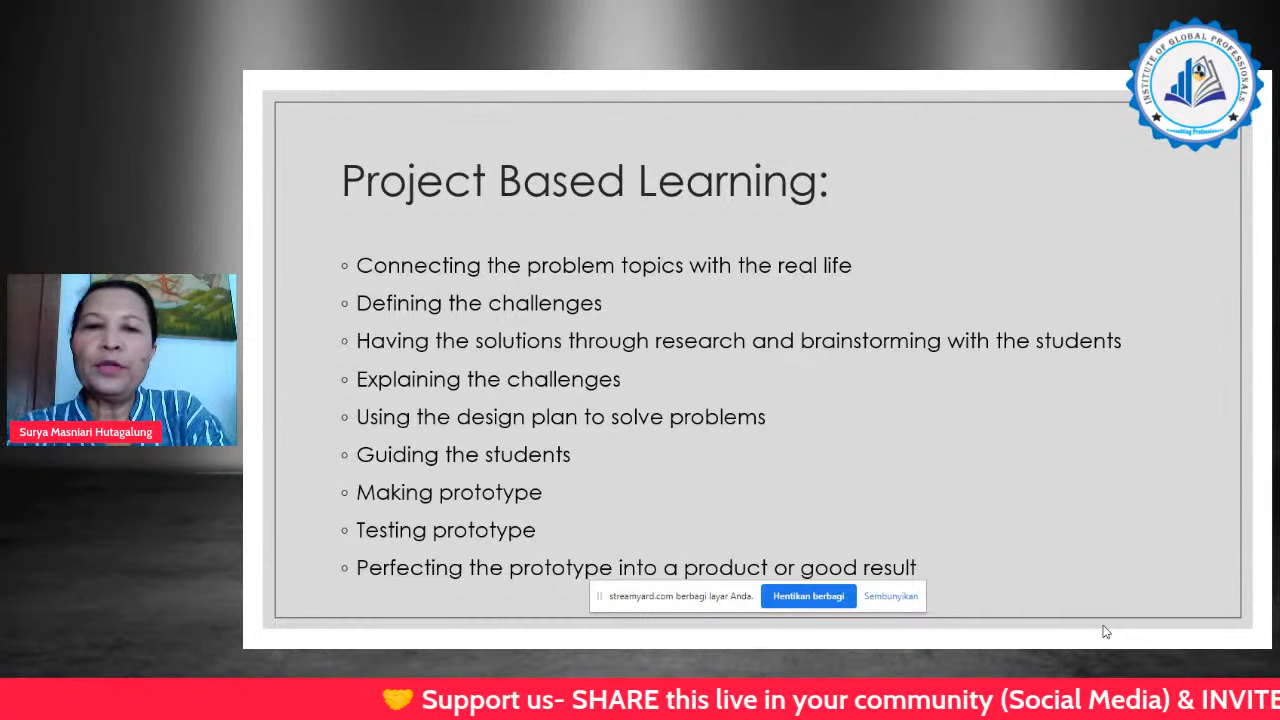 INSTITUTE OF GLOBAL PROFESSIONALS
Consulting Professionals
Project Based Learning:
Connecting the problem topics with the real life
Defining the challenges
Having the solutions through research and brainstorming with the students
Explaining the challenges
Using the design plan to solve problems
Guiding the students
Making prototype
Testing prototype
Perfecting the prototype into a product or good result
streamyard.com berbagi layar Anda.
Hentikan berbagi
Sembunyikan
Surya Masniari Hutagalung
Support us- SHARE this live in your community (Social Media) & INVITE